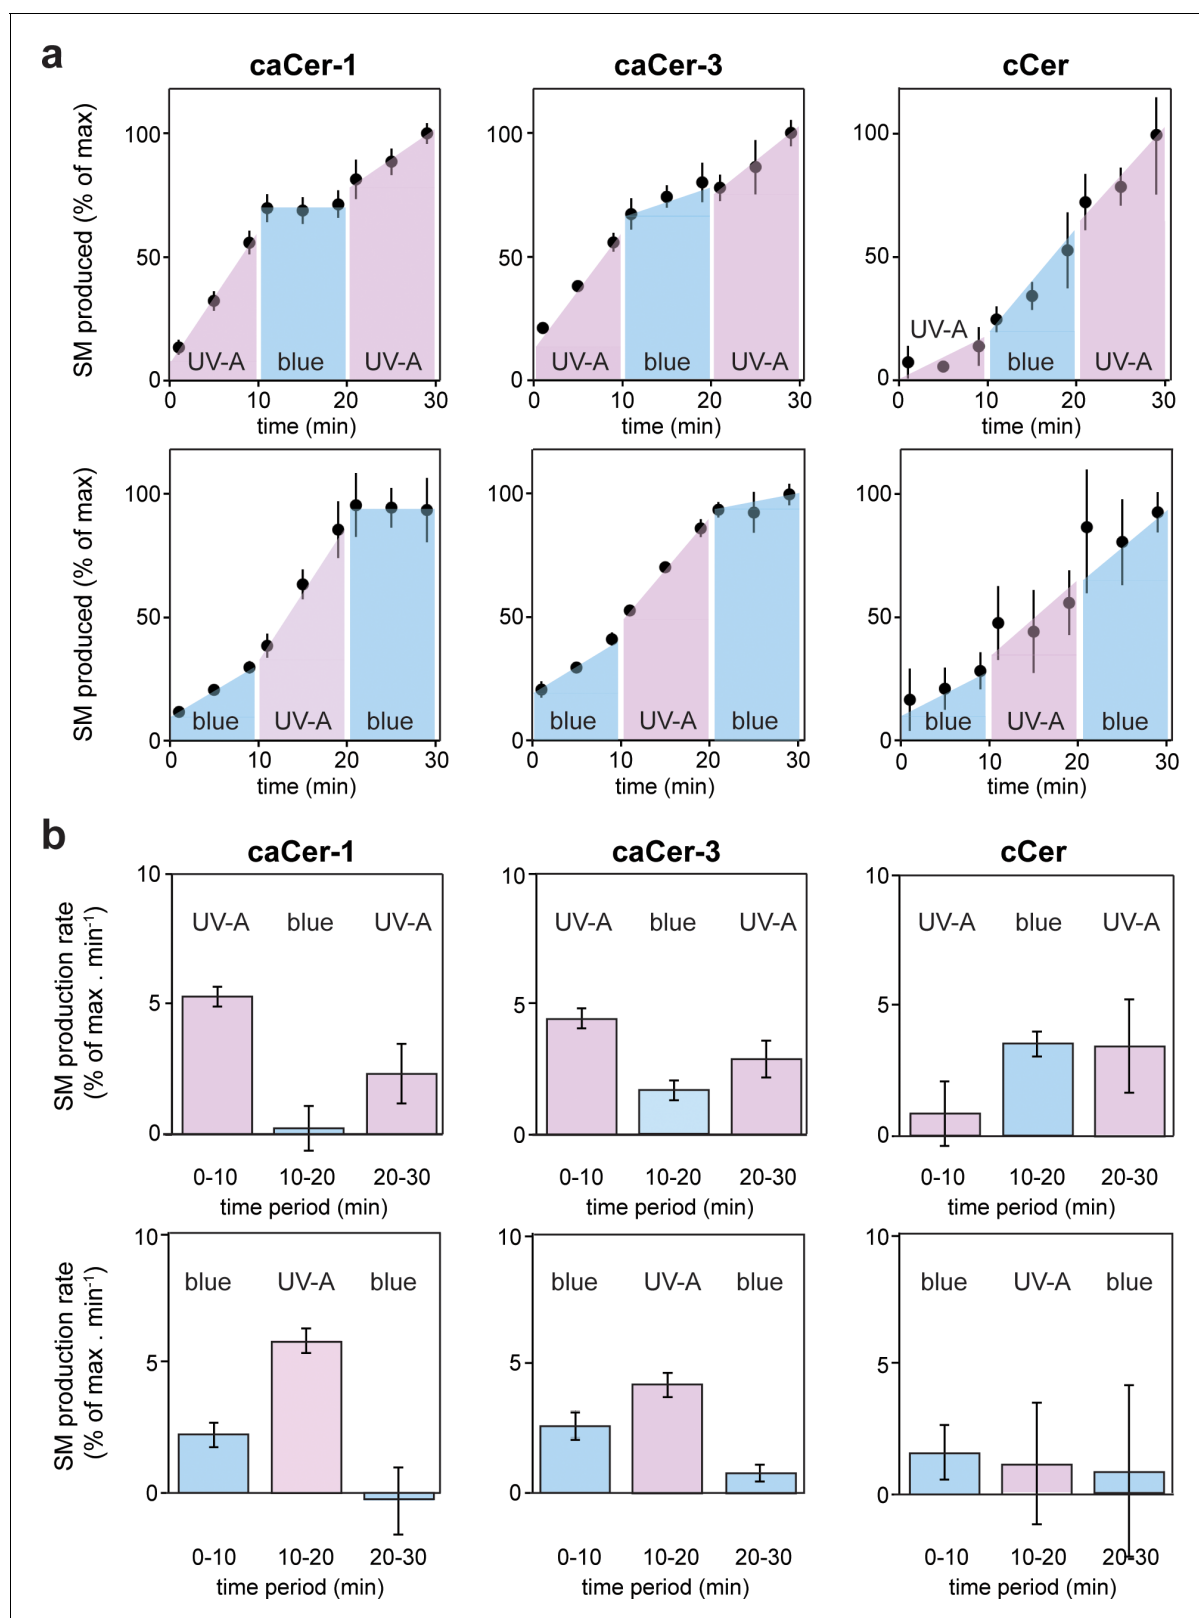 a
caCer-1 caCer-3 cCer
SM produced (% of max)
100 50 0
UV-A blue UV-A
0 10 20 30
time (min)
100 50 0
UV-A blue UV-A
0 10 20 30
time (min)
100 50 0
UV-A blue UV-A
0 10 20 30
time (min)
SM produced (% of max)
100 50 0
blue UV-A blue
0 10 20 30
time (min)
100 50 0
blue UV-A blue
0 10 20 30
time (min)
100 50 0
blue UV-A blue
0 10 20 30
time (min)
b
caCer-1 caCer-3 cCer
SM production rate
(% of max . min⁻¹)
10 5 0
UV-A blue UV-A
0-10 10-20 20-30
time period (min)
10 5 0
UV-A blue UV-A
0-10 10-20 20-30
time period (min)
10 5 0
UV-A blue UV-A
0-10 10-20 20-30
time period (min)
SM production rate
(% of max . min⁻¹)
10 5 0
blue UV-A blue
0-10 10-20 20-30
time period (min)
10 5 0
blue UV-A blue
0-10 10-20 20-30
time period (min)
10 5 0
blue UV-A blue
0-10 10-20 20-30
time period (min)